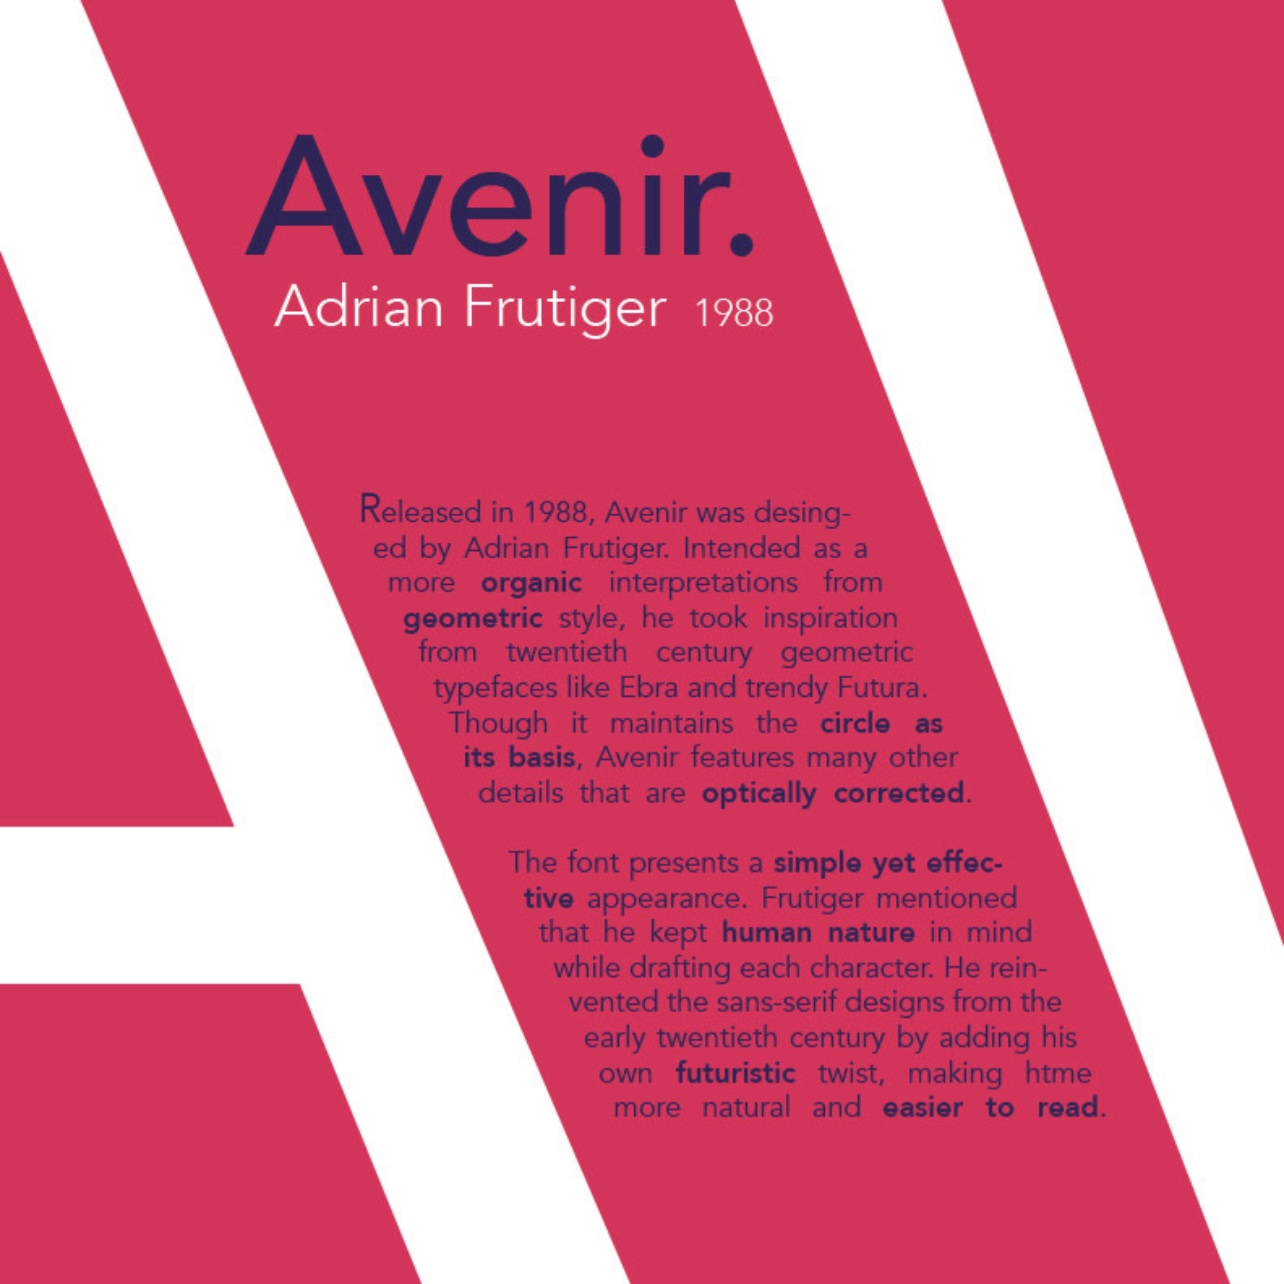 Avenir.
Adrian Frutiger 1988
Released in 1988, Avenir was desing-
ed by Adrian Frutiger. Intended as a
more organic interpretations from
geometric style, he took inspiration
from twentieth century geometric
typefaces like Ebra and trendy Futura.
Though it maintains the circle as
its basis, Avenir features many other
details that are optically corrected.
The font presents a simple yet effec-
tive appearance. Frutiger mentioned
that he kept human nature in mind
while drafting each character. He rein-
vented the sans-serif designs from the
early twentieth century by adding his
own futuristic twist, making htme
more natural and easier to read.